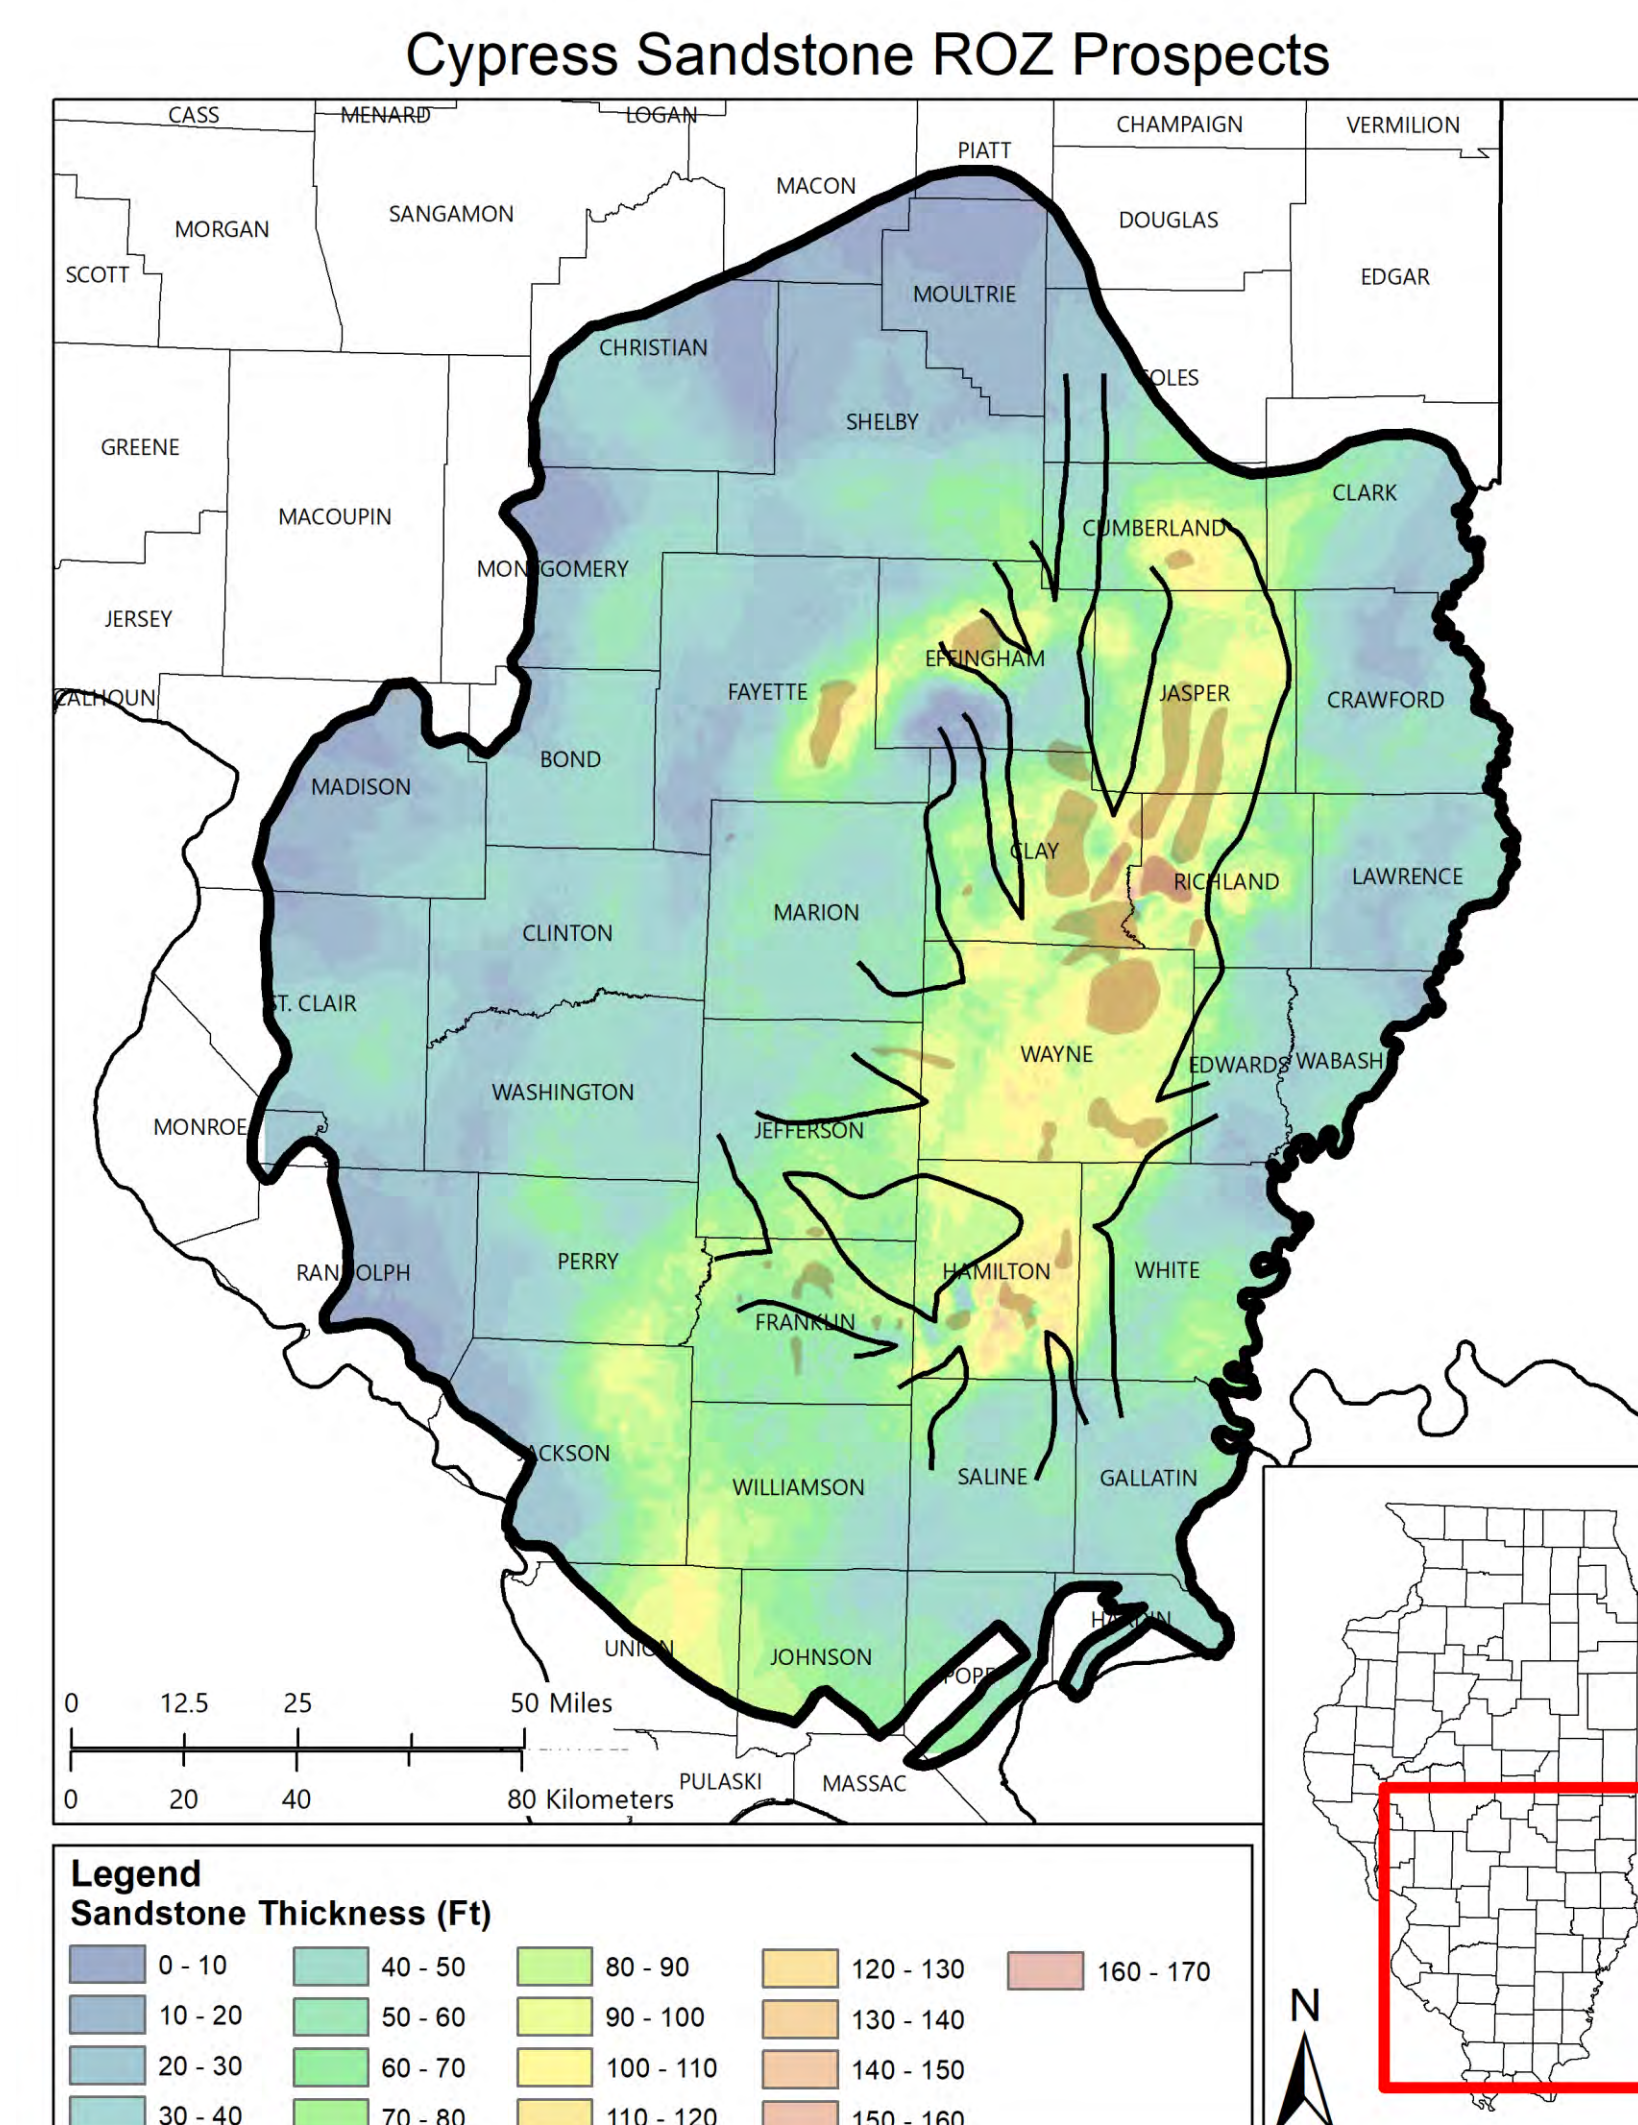 Cypress Sandstone ROZ Prospects
CASS
MENARD
LOGAN
CHAMPAIGN
VERMILION
PIATT
MACON
MORGAN
SANGAMON
DOUGLAS
SCOTT
EDGAR
MOULTRIE
CHRISTIAN
COLES
SHELBY
GREENE
CLARK
MACOUPIN
CUMBERLAND
MONTGOMERY
JERSEY
EFFINGHAM
FAYETTE
JASPER
CRAWFORD
CALHOUN
BOND
MADISON
CLAY
RICHLAND
LAWRENCE
MARION
CLINTON
ST. CLAIR
WAYNE
EDWARDS
WABASH
WASHINGTON
MONROE
JEFFERSON
PERRY
RANDOLPH
HAMILTON
WHITE
FRANKLIN
JACKSON
WILLIAMSON
SALINE
GALLATIN
HARDIN
UNION
JOHNSON
POPE
0 12.5 25 50 Miles
PULASKI
MASSAC
0 20 40 80 Kilometers
Legend
Sandstone Thickness (Ft)
0 - 10 40 - 50 80 - 90 120 - 130 160 - 170
10 - 20 50 - 60 90 - 100 130 - 140
20 - 30 60 - 70 100 - 110 140 - 150
30 - 40 70 - 80 110 - 120 150 - 160
N